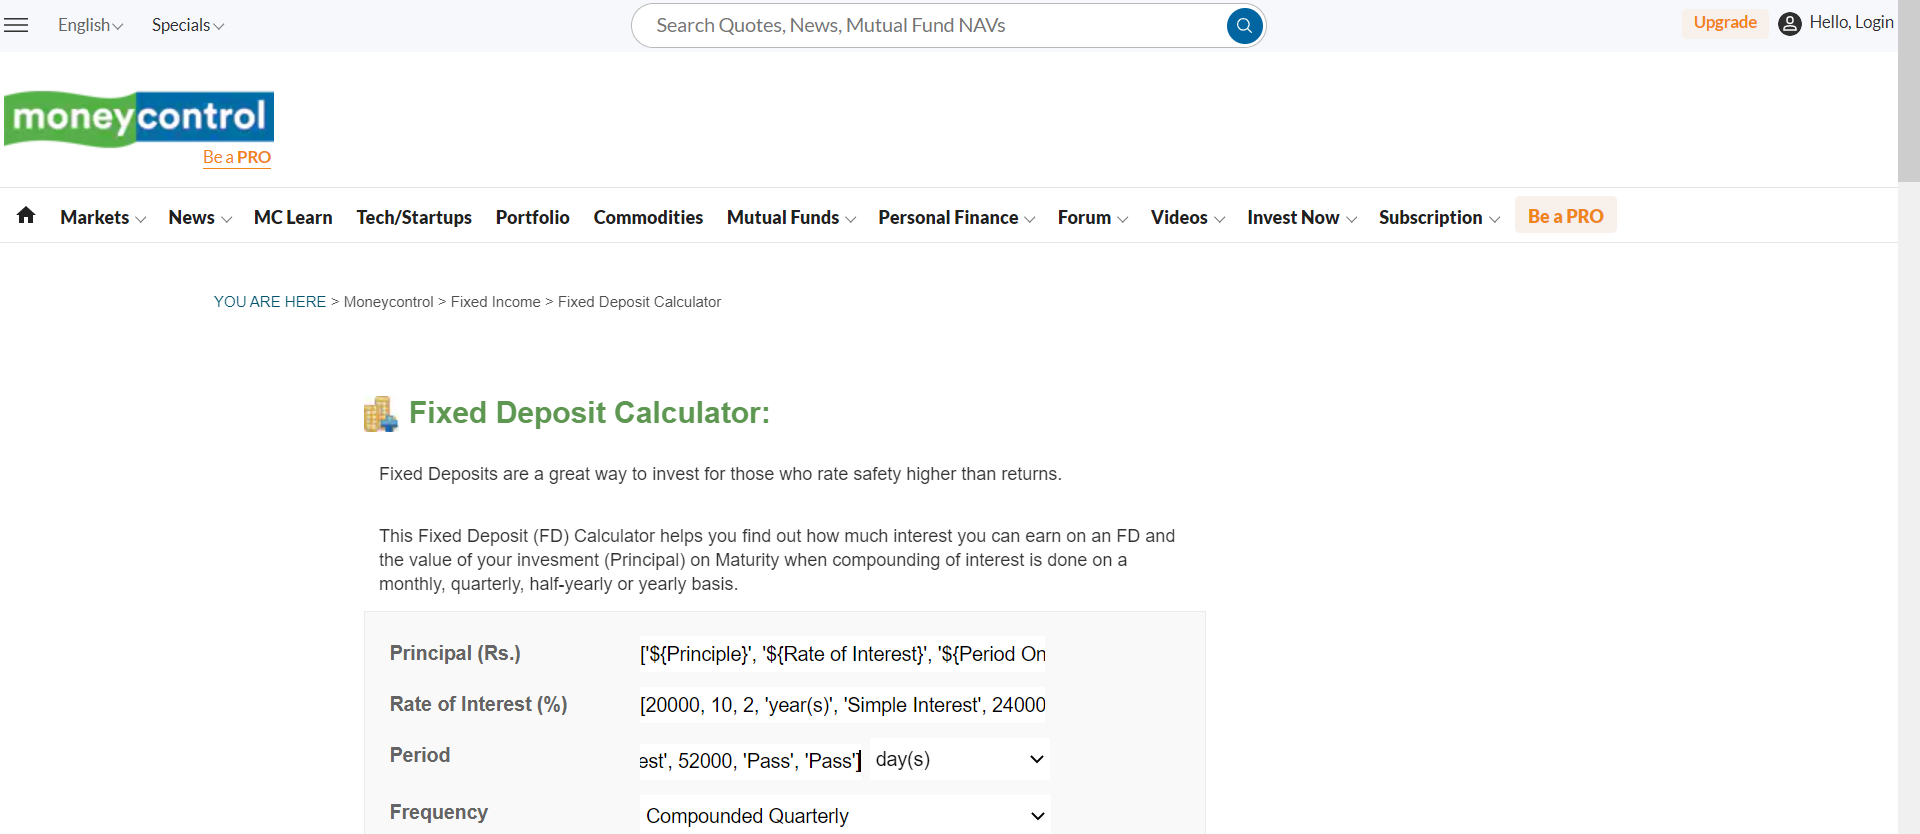 English Specials Search Quotes, News, Mutual Fund NAVs Upgrade Hello, Login
moneycontrol
Be a PRO
Markets News MC Learn Tech/Startups Portfolio Commodities Mutual Funds Personal Finance Forum Videos Invest Now Subscription Be a PRO
YOU ARE HERE > Moneycontrol > Fixed Income > Fixed Deposit Calculator
Fixed Deposit Calculator:
Fixed Deposits are a great way to invest for those who rate safety higher than returns.
This Fixed Deposit (FD) Calculator helps you find out how much interest you can earn on an FD and
the value of your invesment (Principal) on Maturity when compounding of interest is done on a
monthly, quarterly, half-yearly or yearly basis.
Principal (Rs.) ['${Principle}', '${Rate of Interest}', '${Period On
Rate of Interest (%) [20000, 10, 2, 'year(s)', 'Simple Interest', 24000
Period est', 52000, 'Pass', 'Pass'] day(s)
Frequency Compounded Quarterly